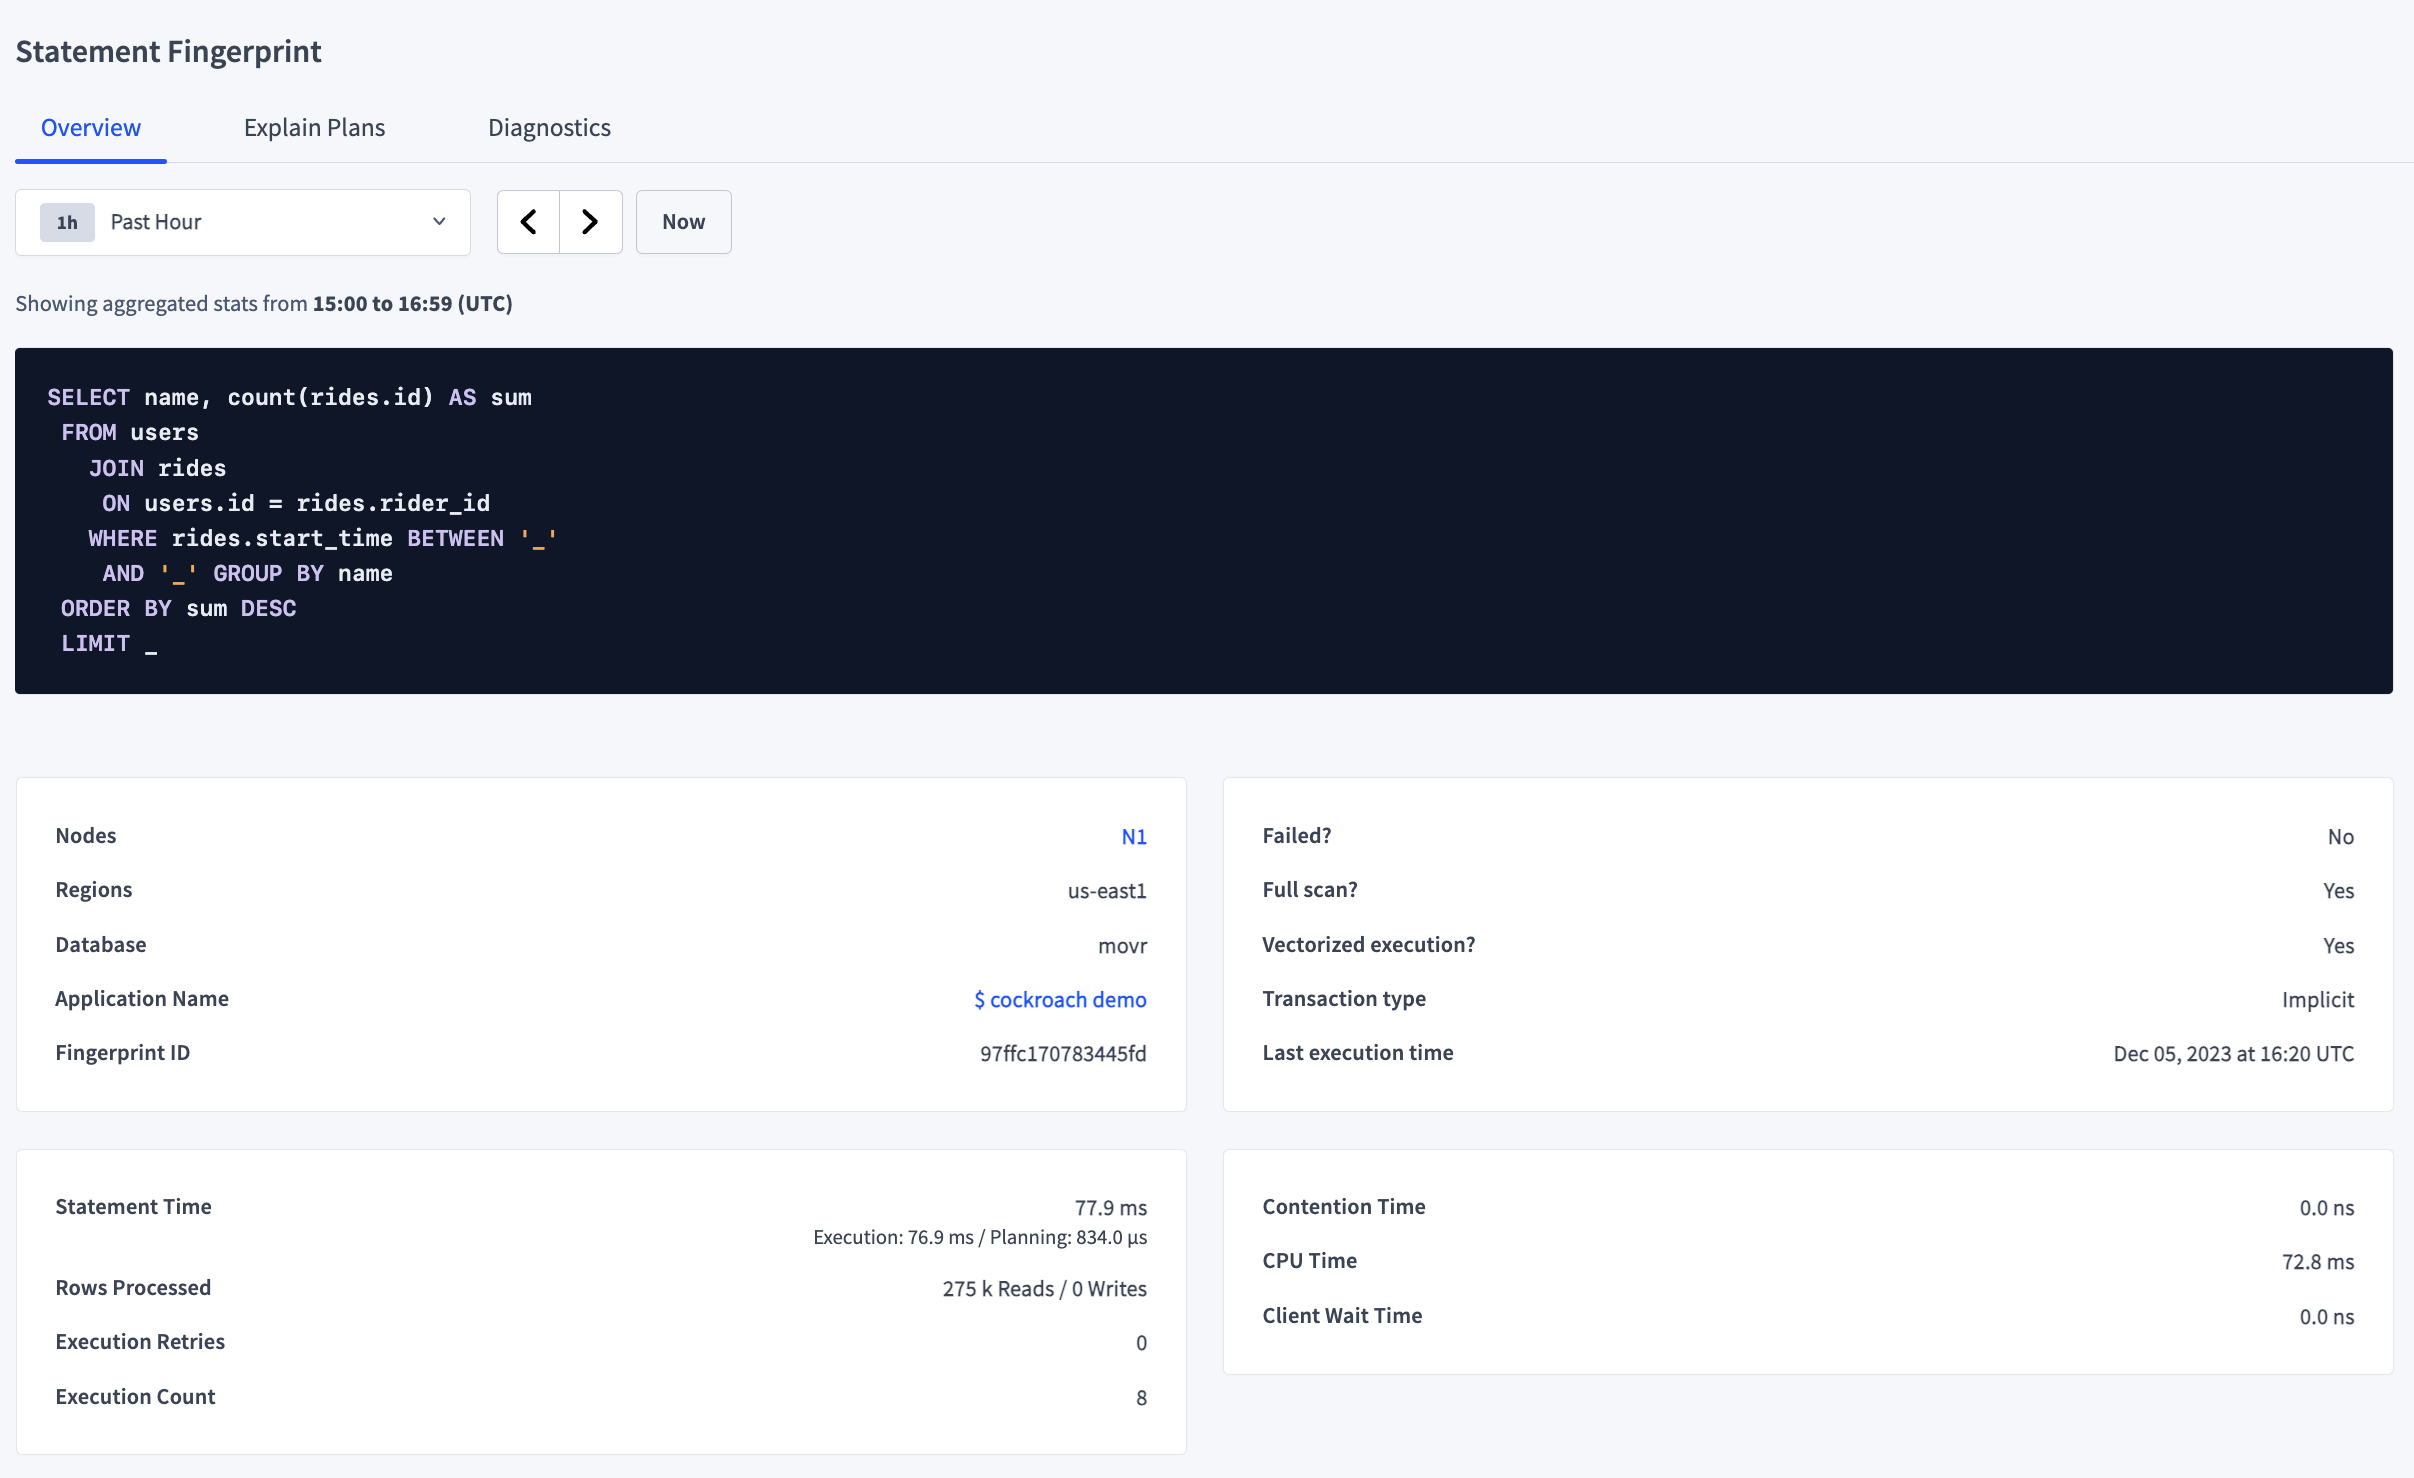 Statement Fingerprint
Overview Explain Plans Diagnostics
1h Past Hour Now
Showing aggregated stats from 15:00 to 16:59 (UTC)
SELECT name, count(rides.id) AS sum
FROM users
JOIN rides
ON users.id = rides.rider_id
WHERE rides.start_time BETWEEN '_'
AND '_' GROUP BY name
ORDER BY sum DESC
LIMIT _
Nodes N1
Regions us-east1
Database movr
Application Name $ cockroach demo
Fingerprint ID 97ffc170783445fd
Failed? No
Full scan? Yes
Vectorized execution? Yes
Transaction type Implicit
Last execution time Dec 05, 2023 at 16:20 UTC
Statement Time 77.9 ms
Execution: 76.9 ms / Planning: 834.0 µs
Rows Processed 275 k Reads / 0 Writes
Execution Retries 0
Execution Count 8
Contention Time 0.0 ns
CPU Time 72.8 ms
Client Wait Time 0.0 ns